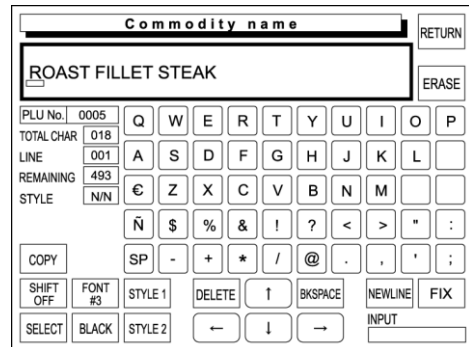 Commodity name
RETURN
ROAST FILLET STEAK
ERASE
PLU No. 0005
TOTAL CHAR 018
LINE 001
REMAINING 493
STYLE N/N
Q W E R T Y U I O P
A S D F G H J K L
€ Z X C V B N M
Ñ $ % & ! ? < > " :
COPY SP - + * / @ . , ' ;
SHIFT OFF FONT #3 STYLE 1 DELETE ↑ BKSPACE NEWLINE FIX
SELECT BLACK STYLE 2 ← ↓ → INPUT